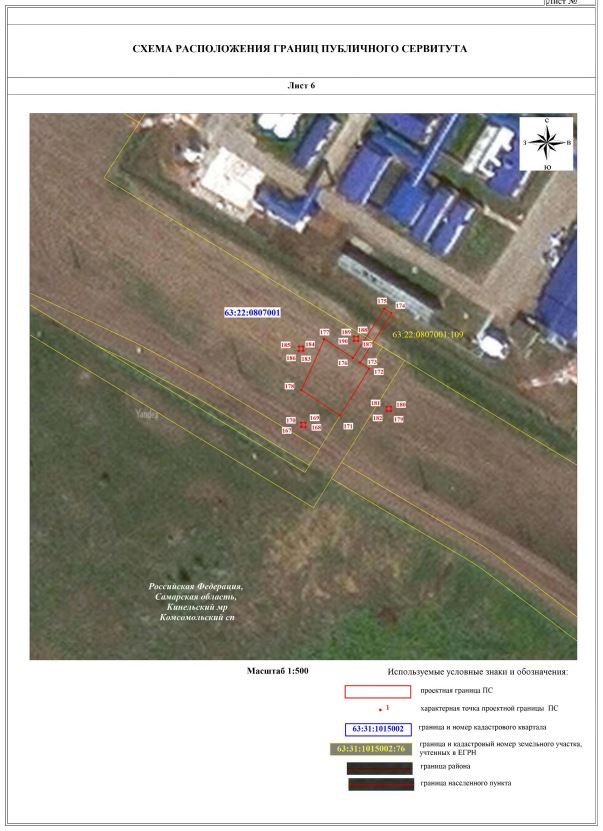 Лист №
СХЕМА РАСПОЛОЖЕНИЯ ГРАНИЦ ПУБЛИЧНОГО СЕРВИТУТА
Лист 6
с
з в
ю
63:22:0807001
63:22:0807001:109
175
174
177
189
188
190
187
185
184
186
183
176
173
172
178
181
180
182
179
170
169
167
168
171
Yandex
Российская Федерация,
Самарская область,
Кинельский мр
Комсомольский сп
Масштаб 1:500
Используемые условные знаки и обозначения:
проектная граница ПС
1 характерная точка проектной границы ПС
63:31:1015002 граница и номер кадастрового квартала
63:31:1015002:76 граница и кадастровый номер земельного участка,
учтенных в ЕГРН
граница района
граница населенного пункта